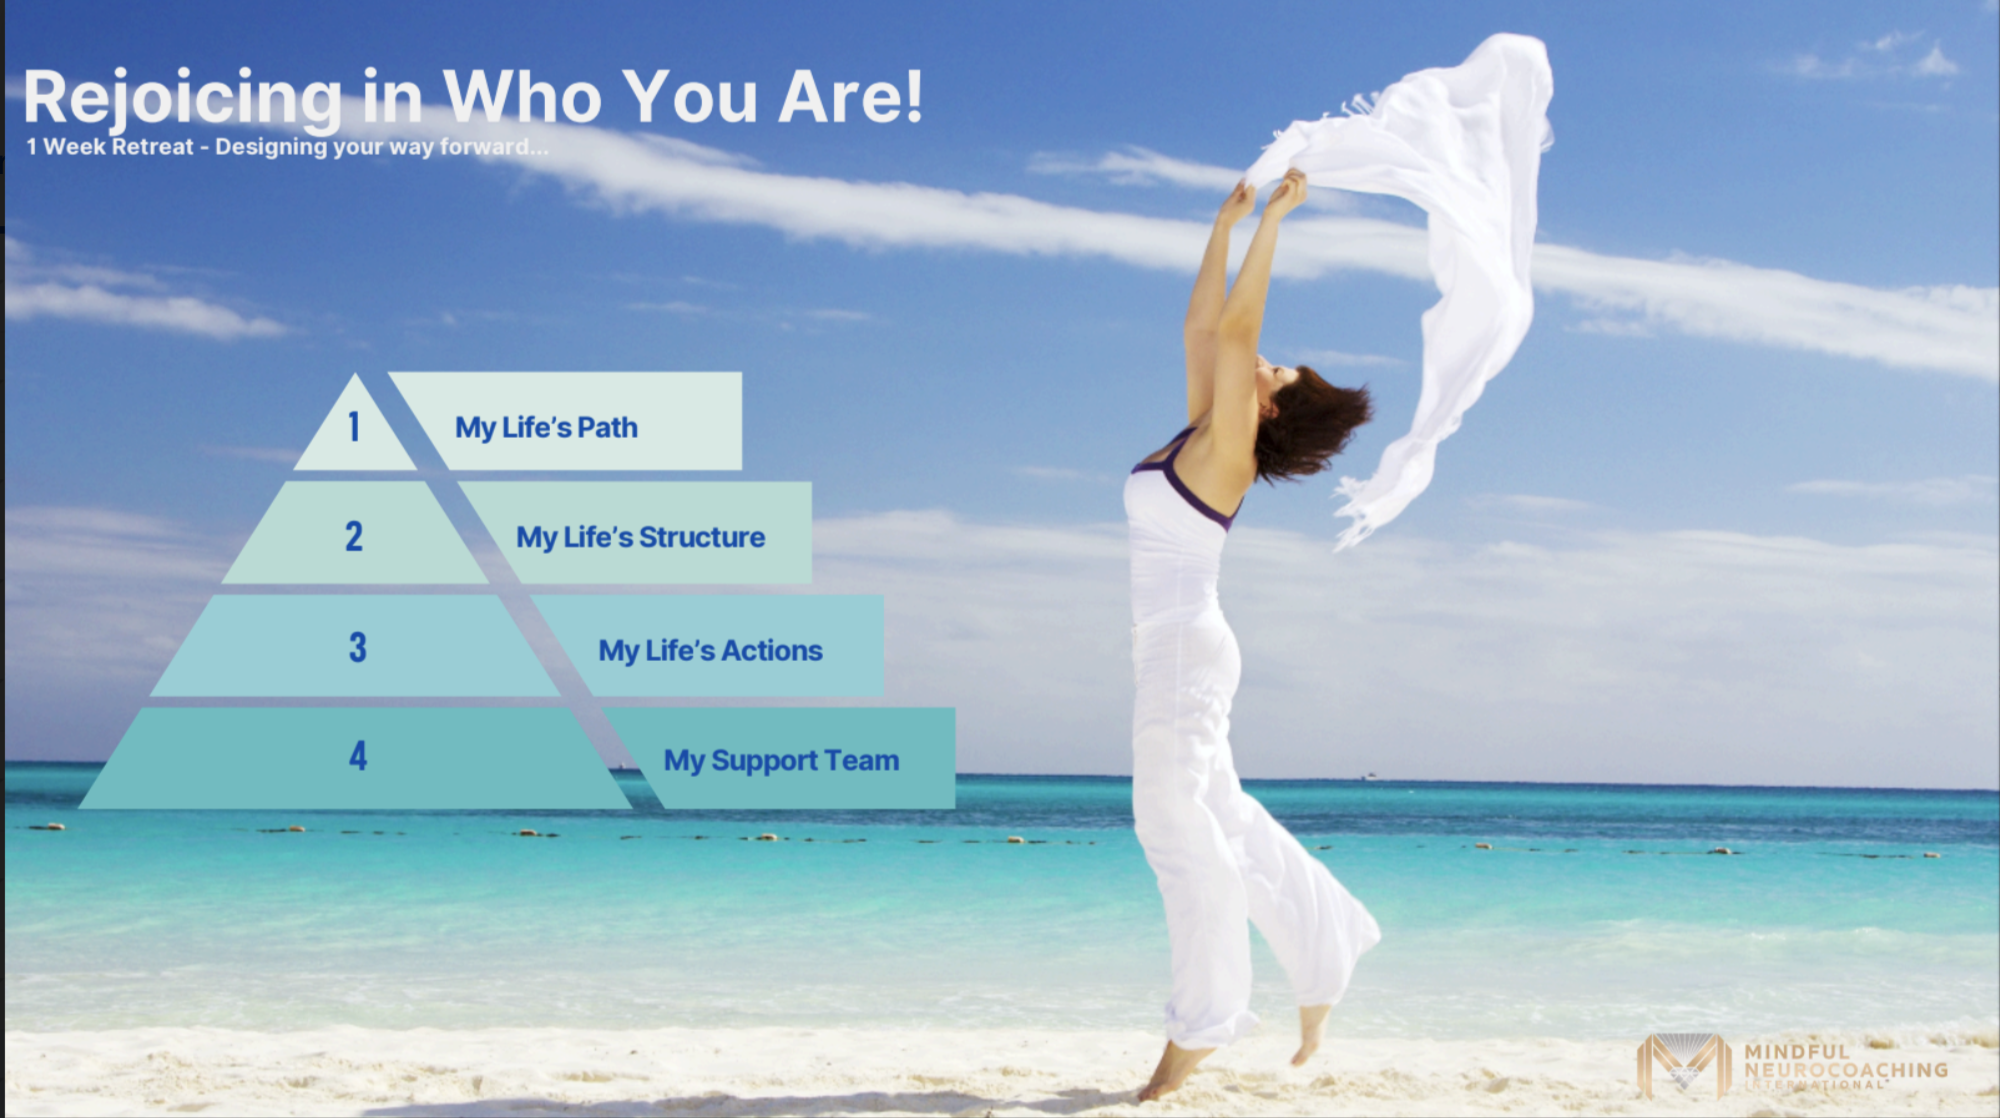 Rejoicing in Who You Are!
1 Week Retreat - Designing your way forward...
1
My Life's Path
2
My Life's Structure
3
My Life's Actions
4
My Support Team
MINDFUL
NEUROCOACHING
INTERNATIONAL